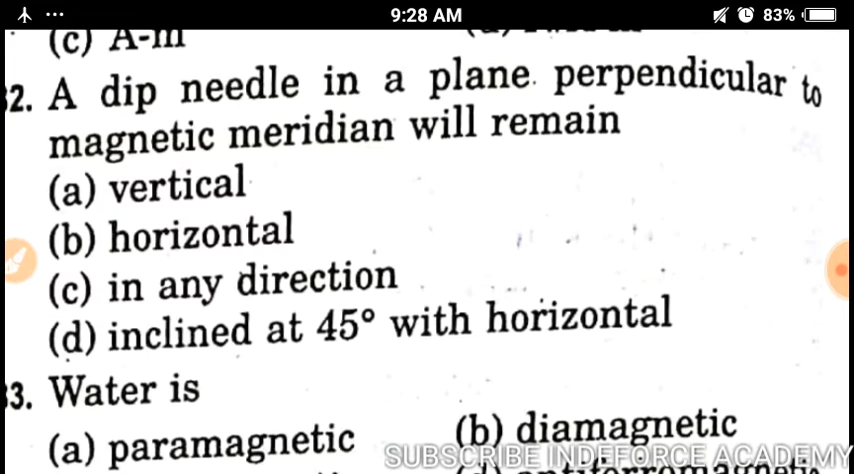 9:28 AM
83%
(c) A-m
2. A dip needle in a plane perpendicular to
magnetic meridian will remain
(a) vertical
(b) horizontal
(c) in any direction
(d) inclined at 45° with horizontal
3. Water is
(a) paramagnetic (b) diamagnetic
SUBSCRIBE INDEFORCE ACADEMY